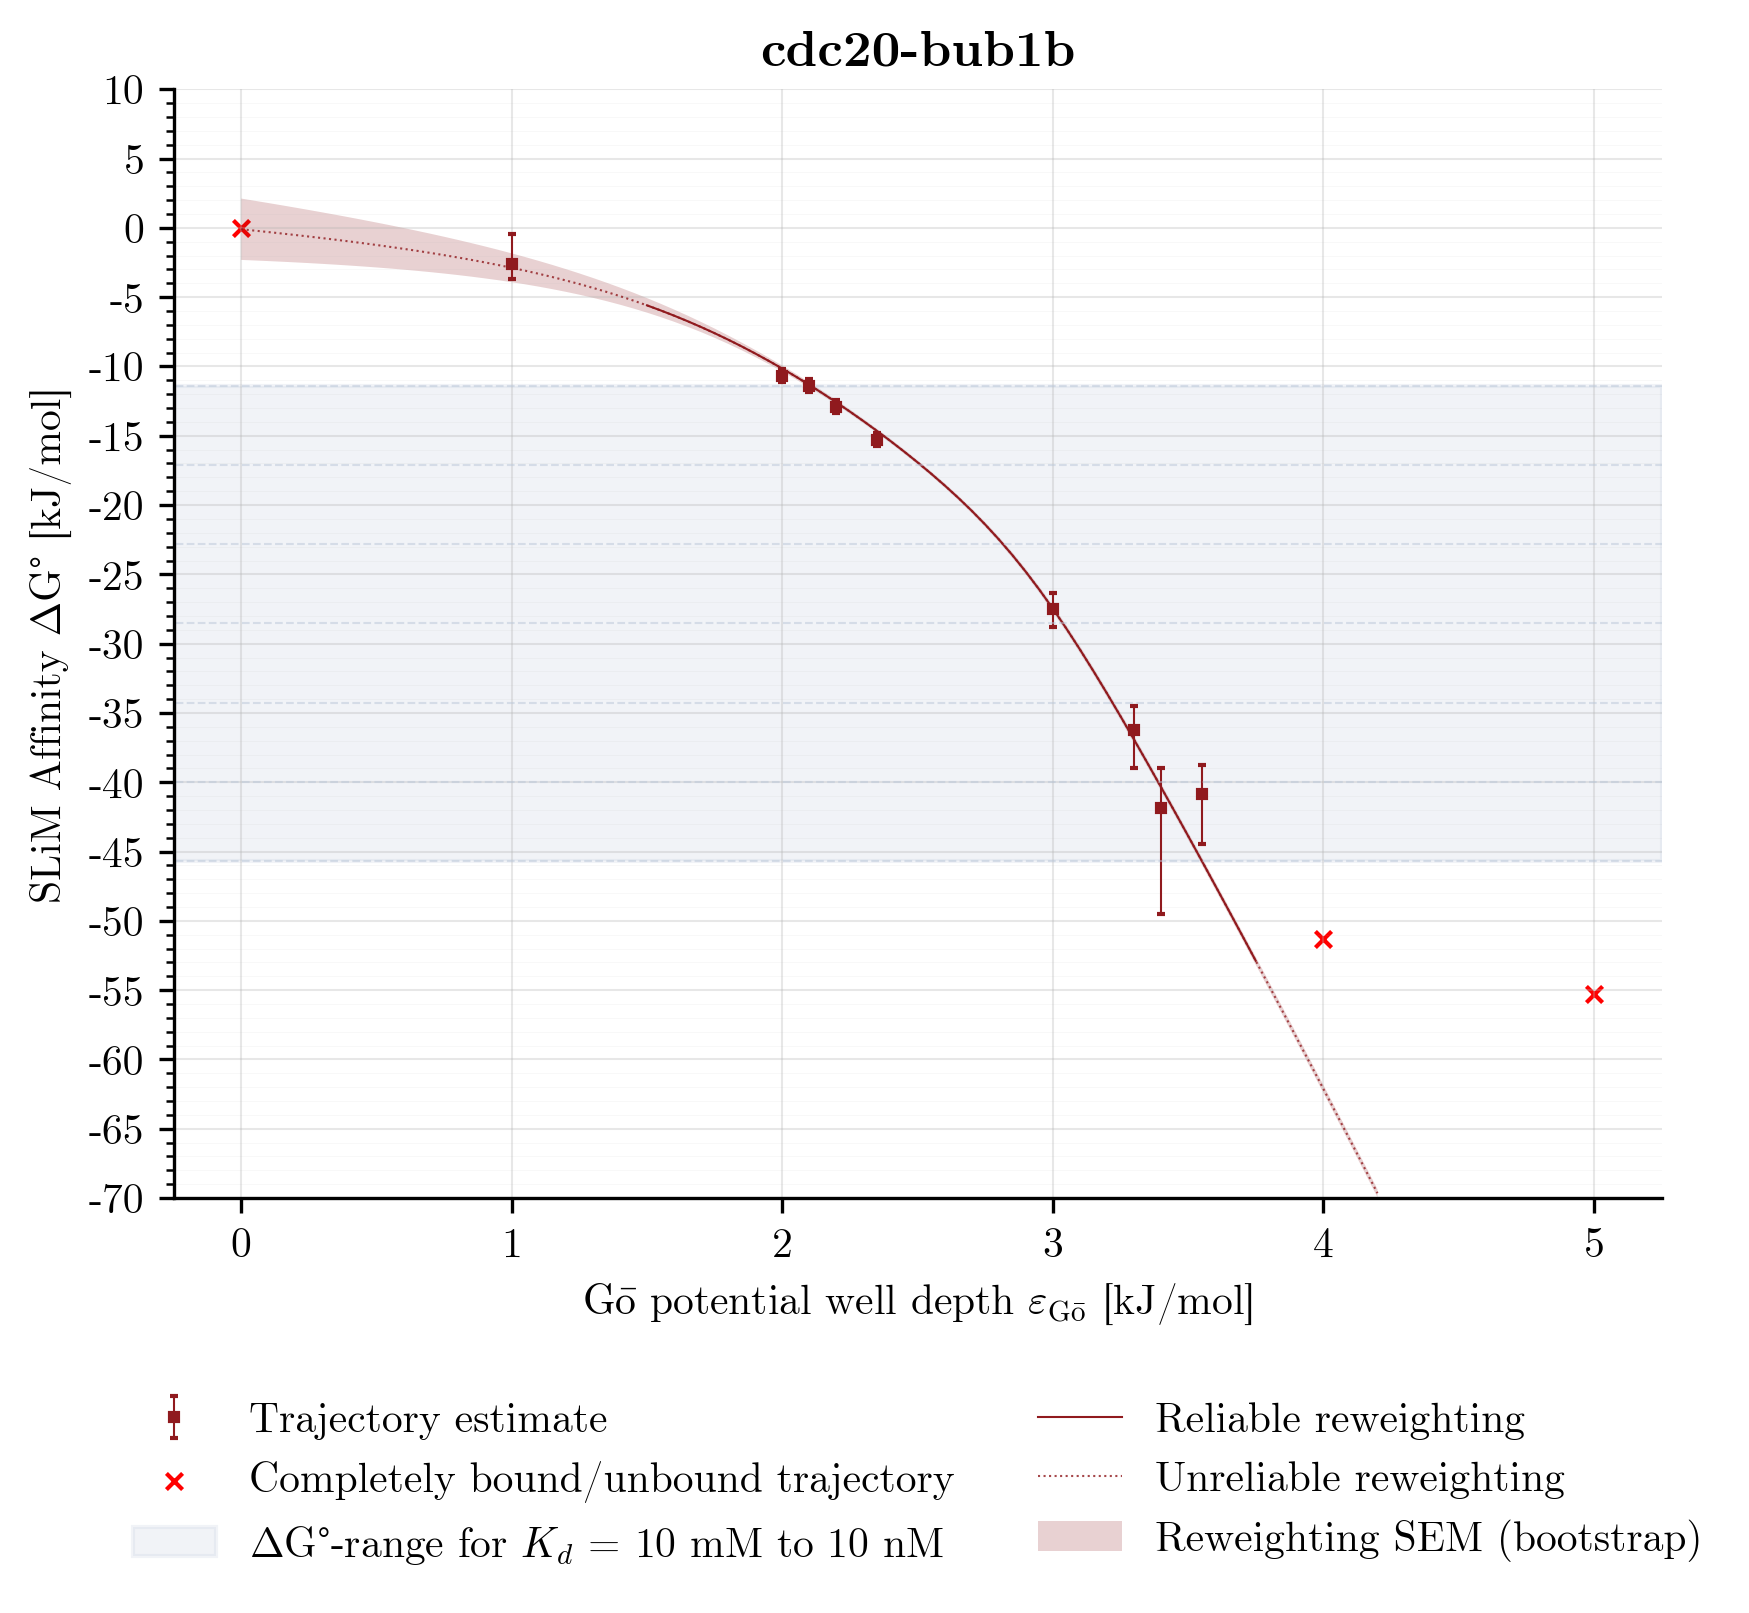 cdc20-bub1b
10
5
0
-5
-10
-15
-20
-25
-30
-35
-40
-45
-50
-55
-60
-65
-70
SLiM Affinity ΔG° [kJ/mol]
0 1 2 3 4 5
Gō potential well depth ε_Gō [kJ/mol]
Trajectory estimate
Completely bound/unbound trajectory
ΔG°-range for K_d = 10 mM to 10 nM
Reliable reweighting
Unreliable reweighting
Reweighting SEM (bootstrap)